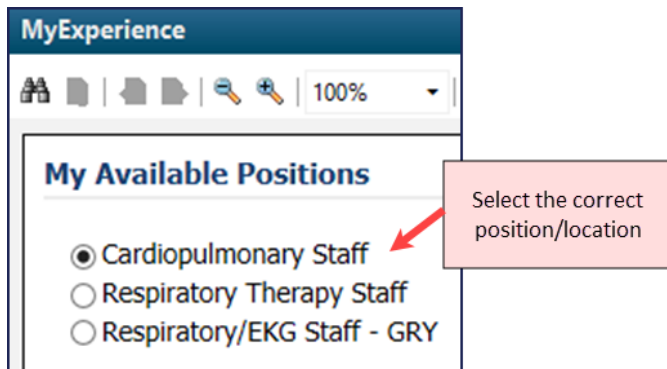 MyExperience
100%
My Available Positions
Select the correct
position/location
Cardiopulmonary Staff
Respiratory Therapy Staff
Respiratory/EKG Staff - GRY